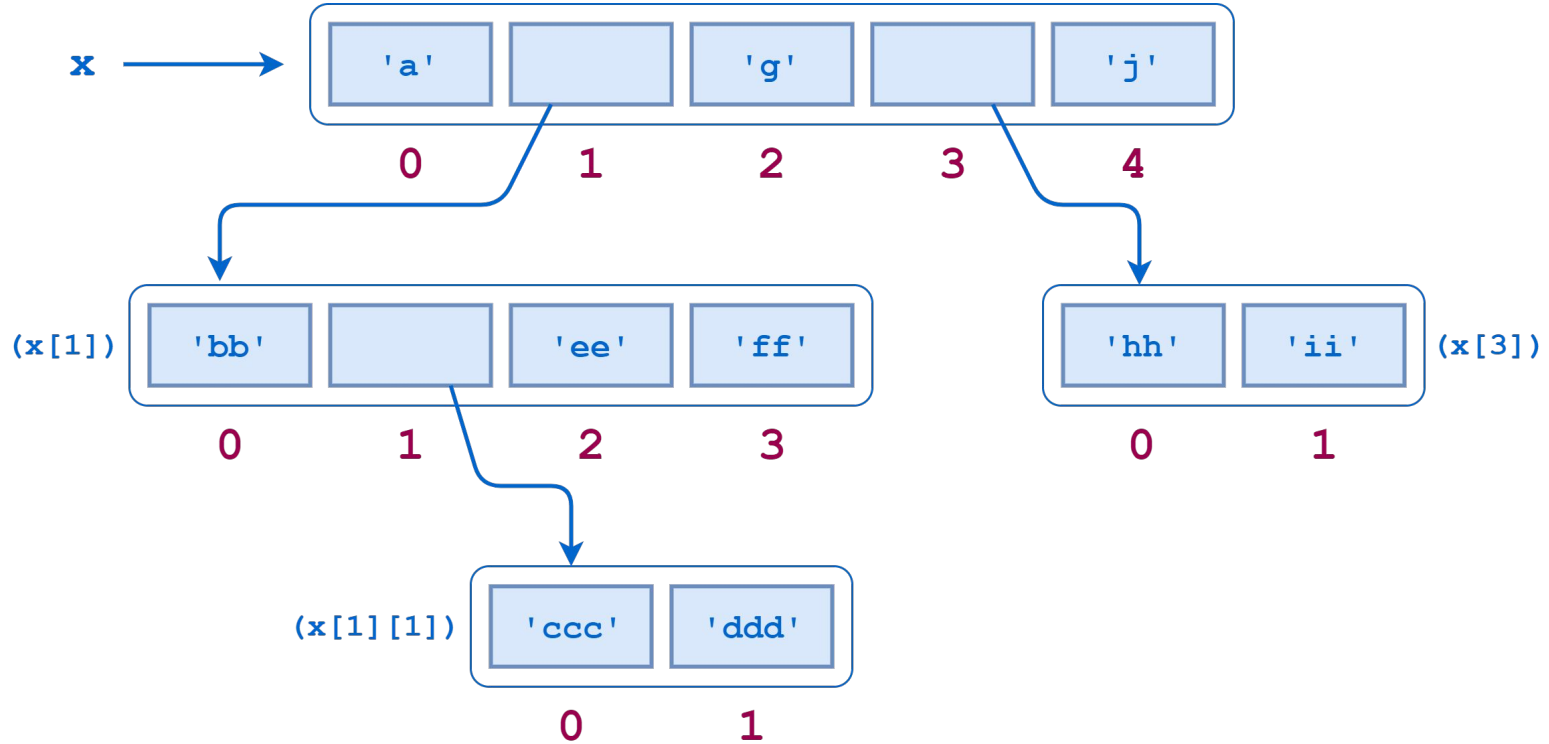 x 'a' 'g' 'j'
0 1 2 3 4
(x[1]) 'bb' 'ee' 'ff' 'hh' 'ii' (x[3])
0 1 2 3 0 1
(x[1][1]) 'ccc' 'ddd'
0 1